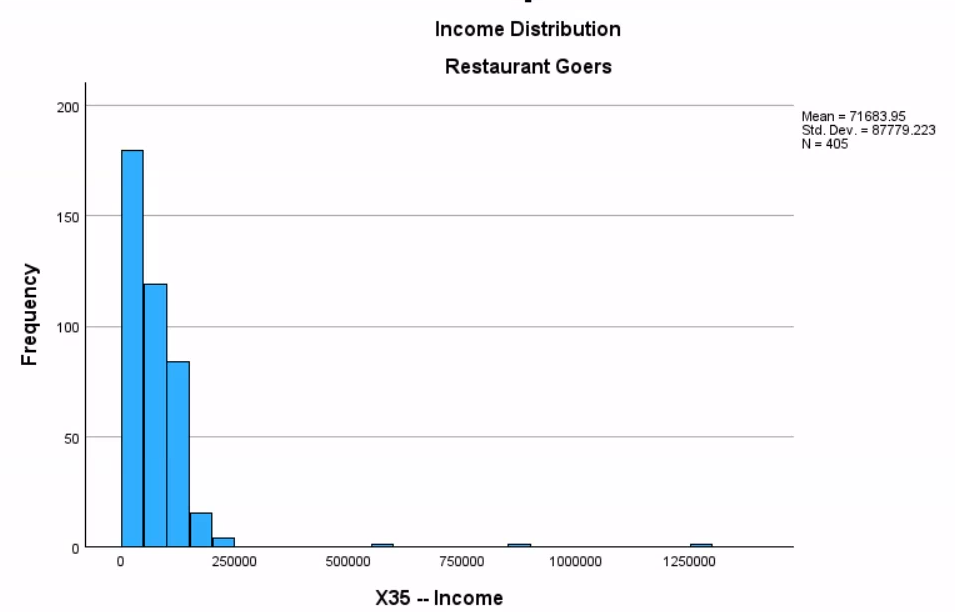 Income Distribution
Restaurant Goers
Mean = 71683.95
Std. Dev. = 87779.223
N = 405
Frequency
200
150
100
50
0
0 250000 500000 750000 1000000 1250000
X35 -- Income